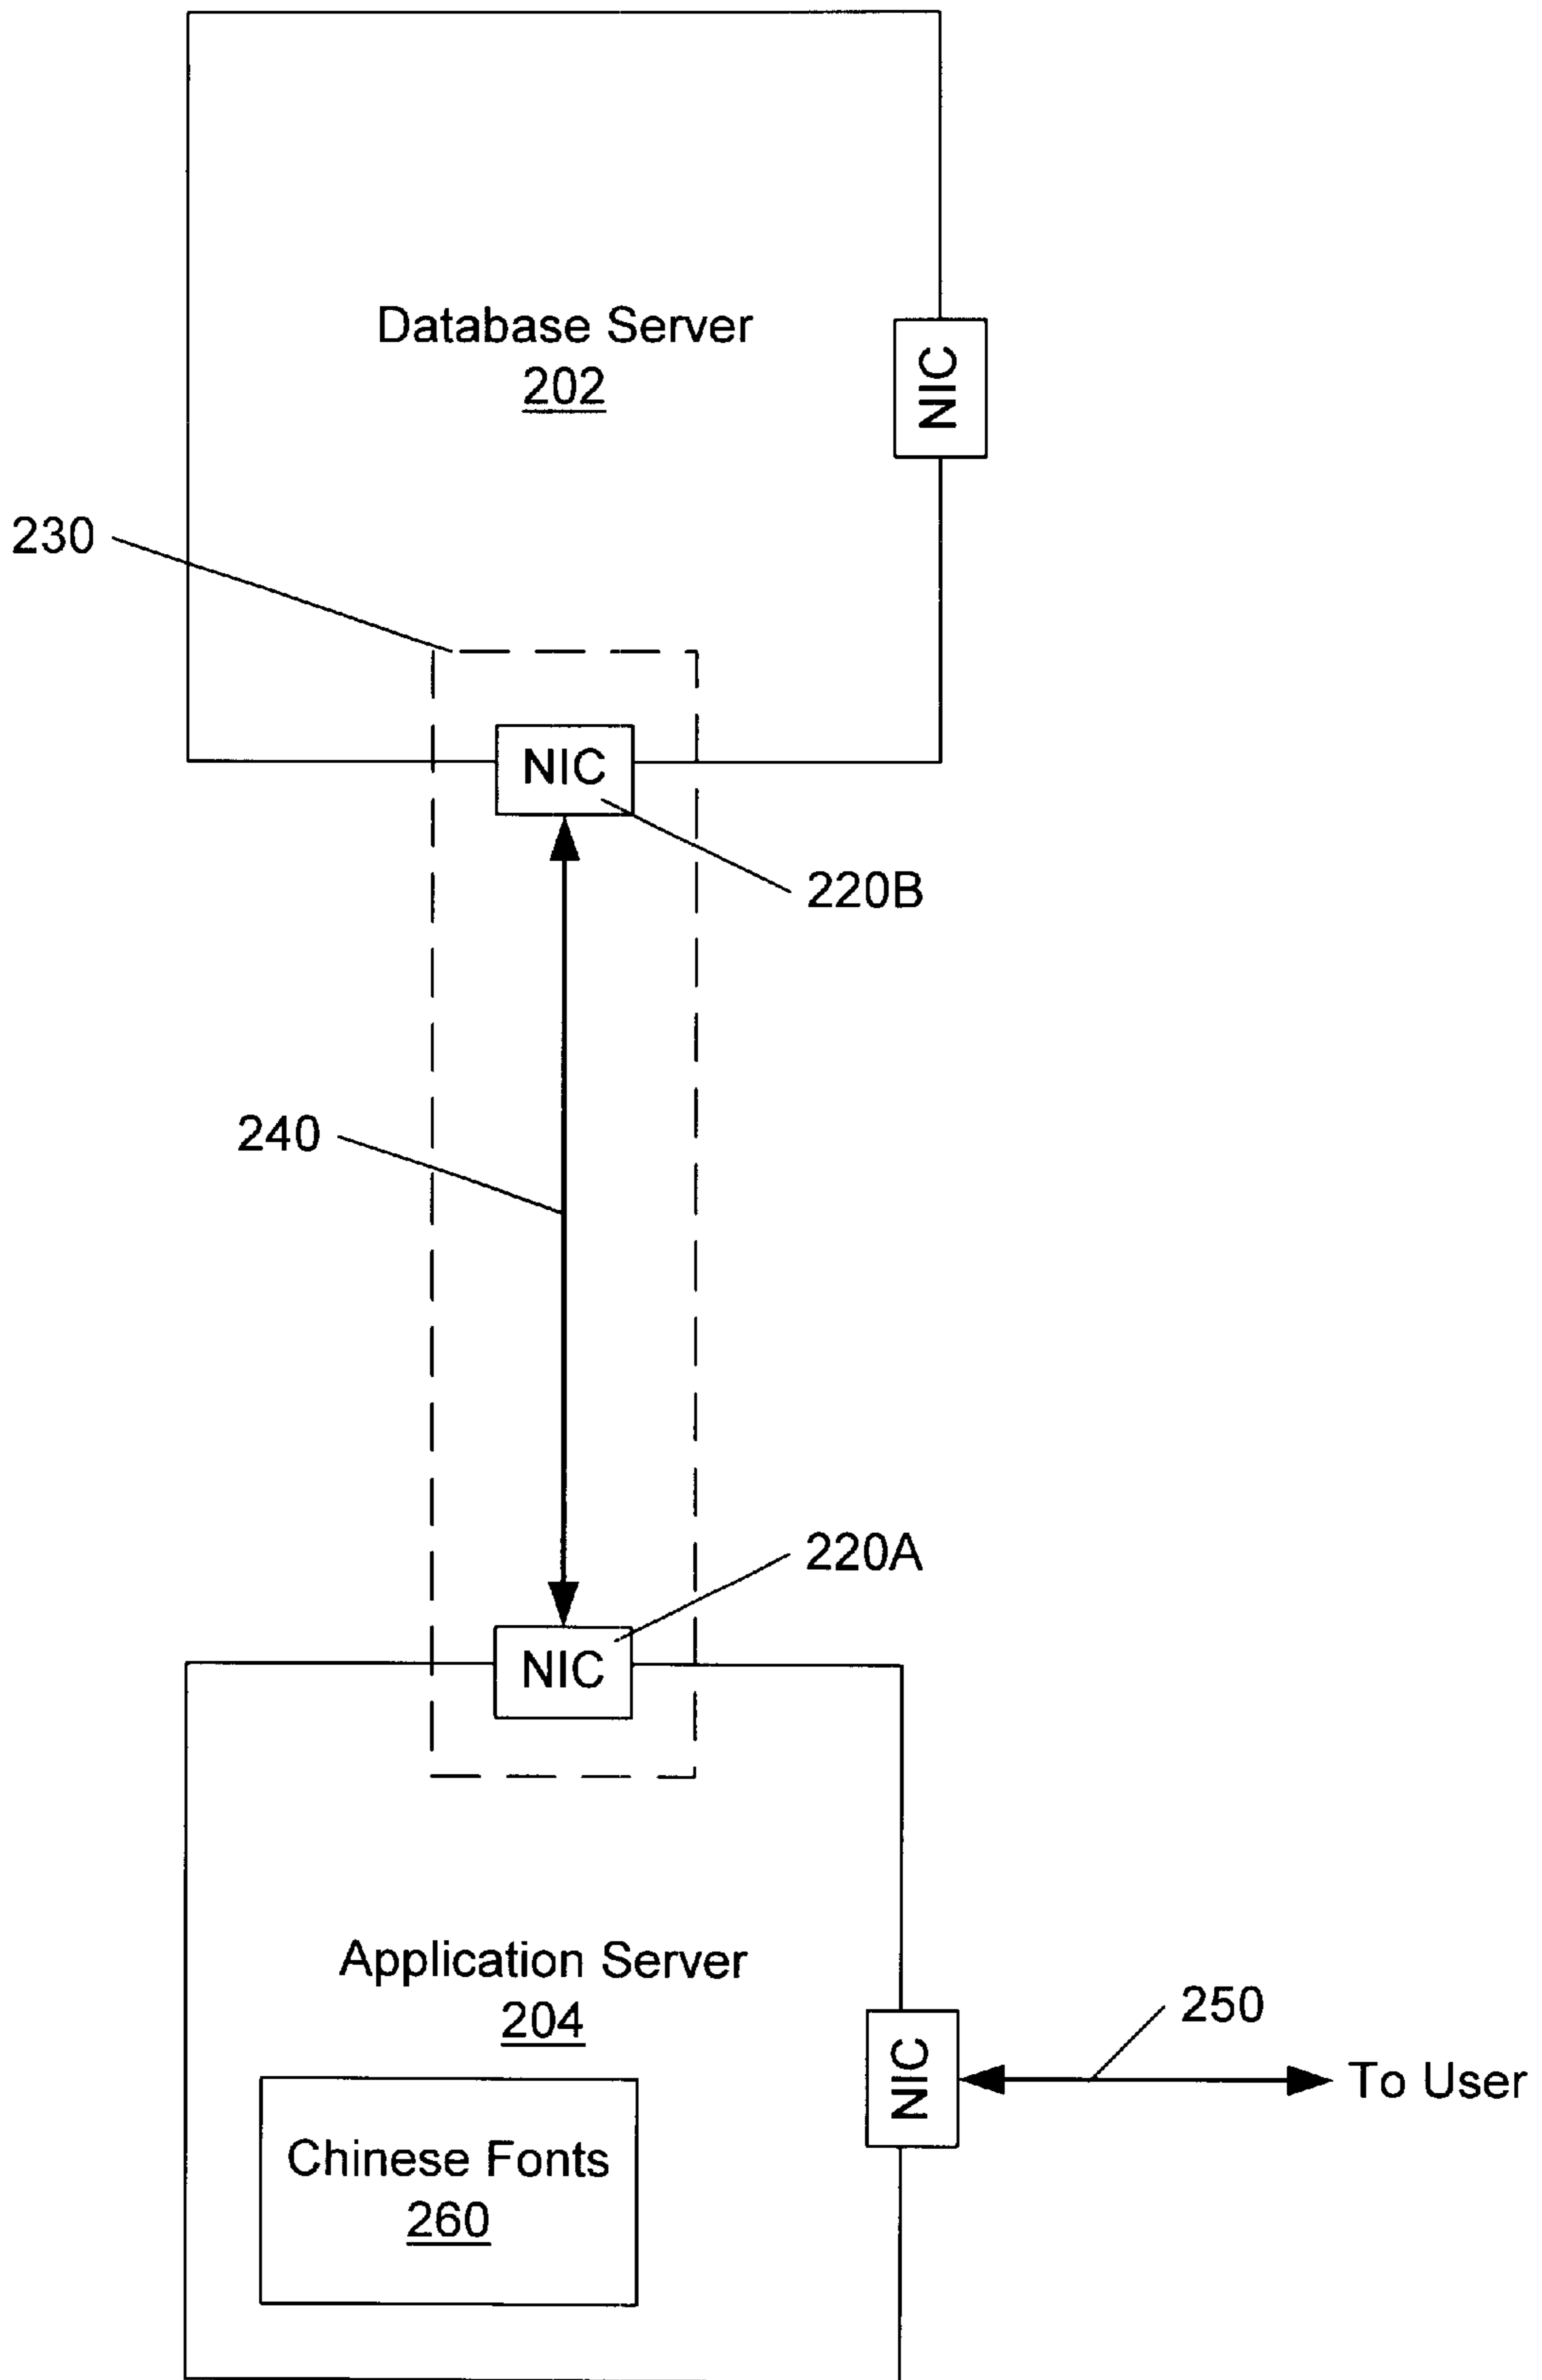 Database Server
202
NIC
230
NIC
220B
240
220A
NIC
Application Server
204
250
NIC
To User
Chinese Fonts
260